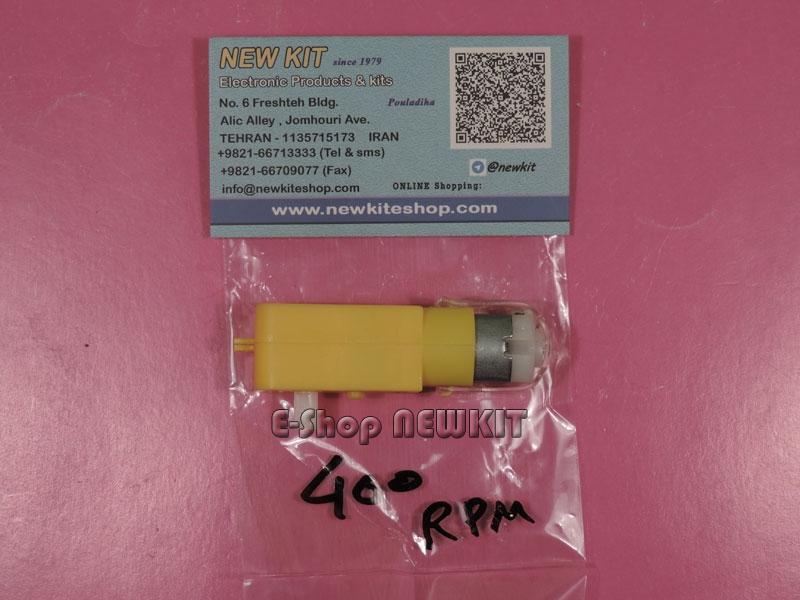 NEW KIT since 1979
Electronic Products & kits
No. 6 Freshteh Bldg. Pouladiha
Alic Alley , Jomhouri Ave.
TEHRAN - 1135715173 IRAN
+9821-66713333 (Tel & sms)
+9821-66709077 (Fax)
@newkit
info@newkiteshop.com ONLINE Shopping:
www.newkiteshop.com
E-Shop NEWKIT
400
RPM